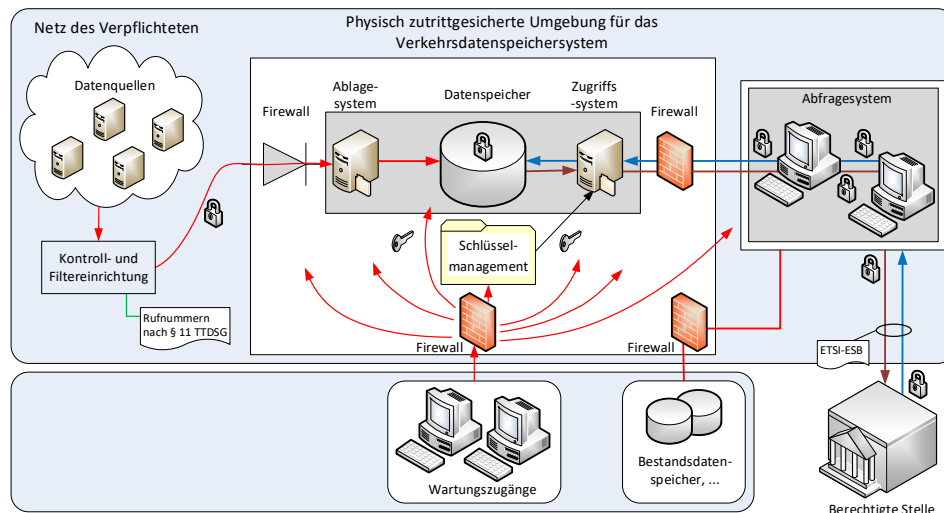 Netz des Verpflichteten
Physisch zutrittgesicherte Umgebung für das
Verkehrsdatenspeichersystem
Datenquellen
Firewall
Ablage-
system
Datenspeicher
Zugriffs
-system
Firewall
Abfragesystem
Kontroll- und
Filtereinrichtung
Schlüssel-
management
Rufnummern
nach § 11 TTDSG
Firewall
Firewall
ETSI-ESB
Wartungszugänge
Bestandsdaten-
speicher, ...
Berechtigte Stelle